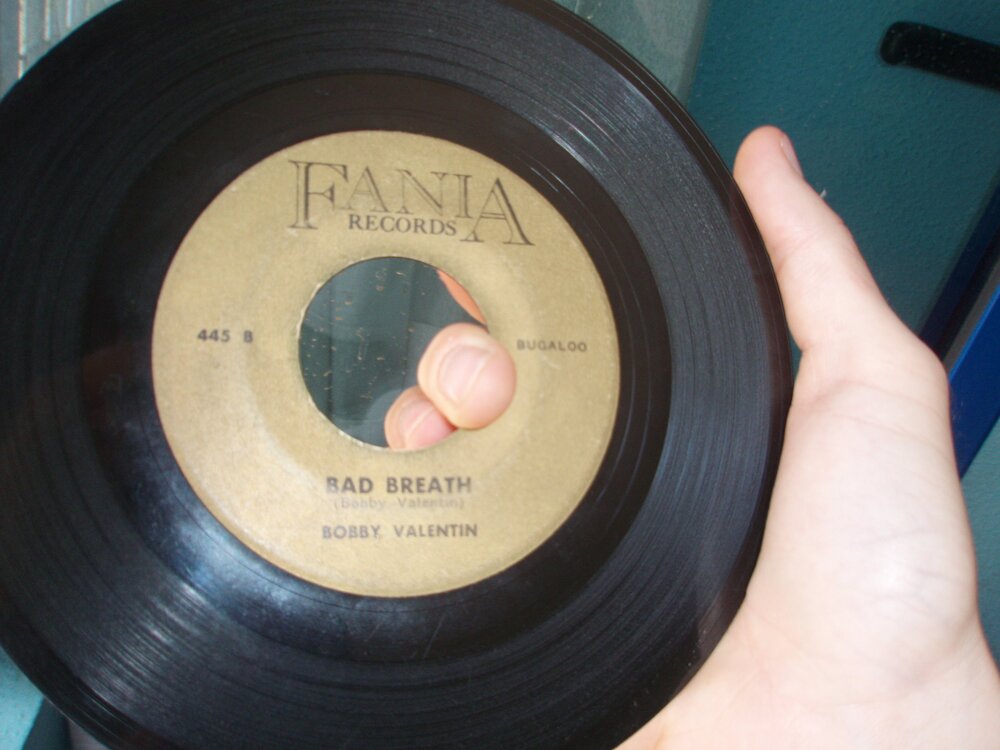 FANIA
RECORDS
445 B
BUGALOO
BAD BREATH
(Bobby Valentin)
BOBBY VALENTIN